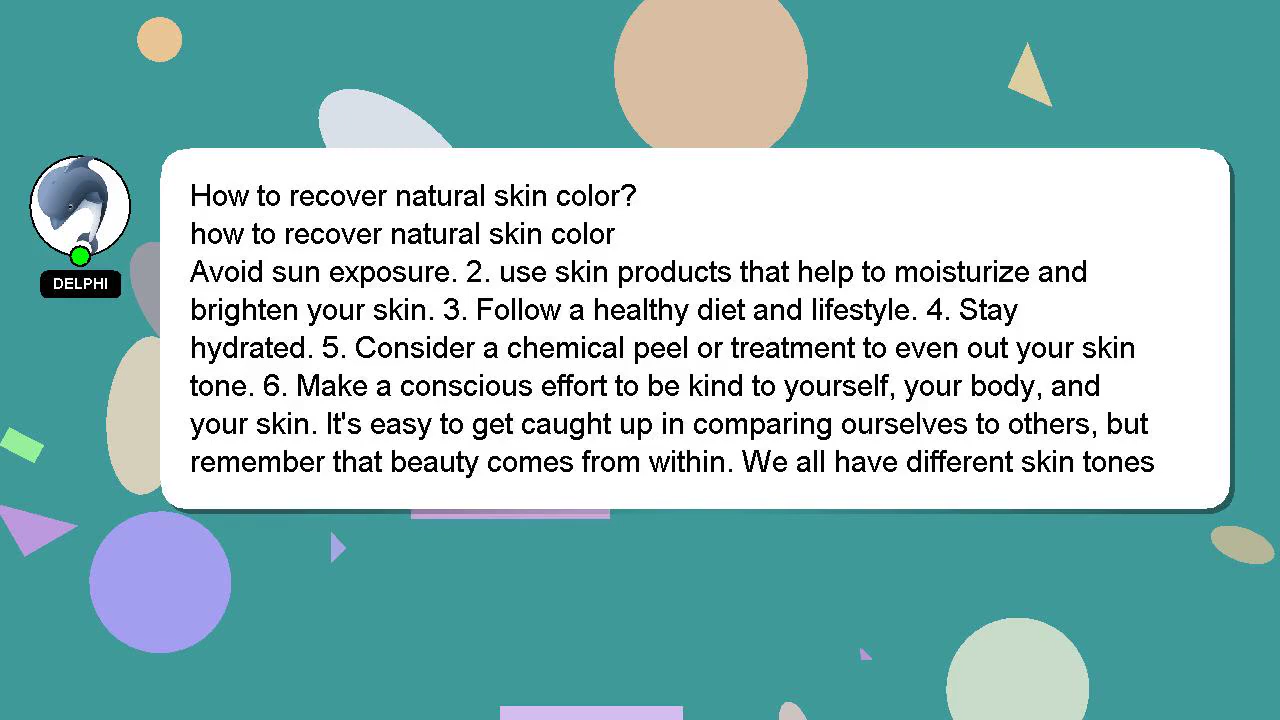 DELPHI
How to recover natural skin color?
how to recover natural skin color
Avoid sun exposure. 2. use skin products that help to moisturize and
brighten your skin. 3. Follow a healthy diet and lifestyle. 4. Stay
hydrated. 5. Consider a chemical peel or treatment to even out your skin
tone. 6. Make a conscious effort to be kind to yourself, your body, and
your skin. It's easy to get caught up in comparing ourselves to others, but
remember that beauty comes from within. We all have different skin tones